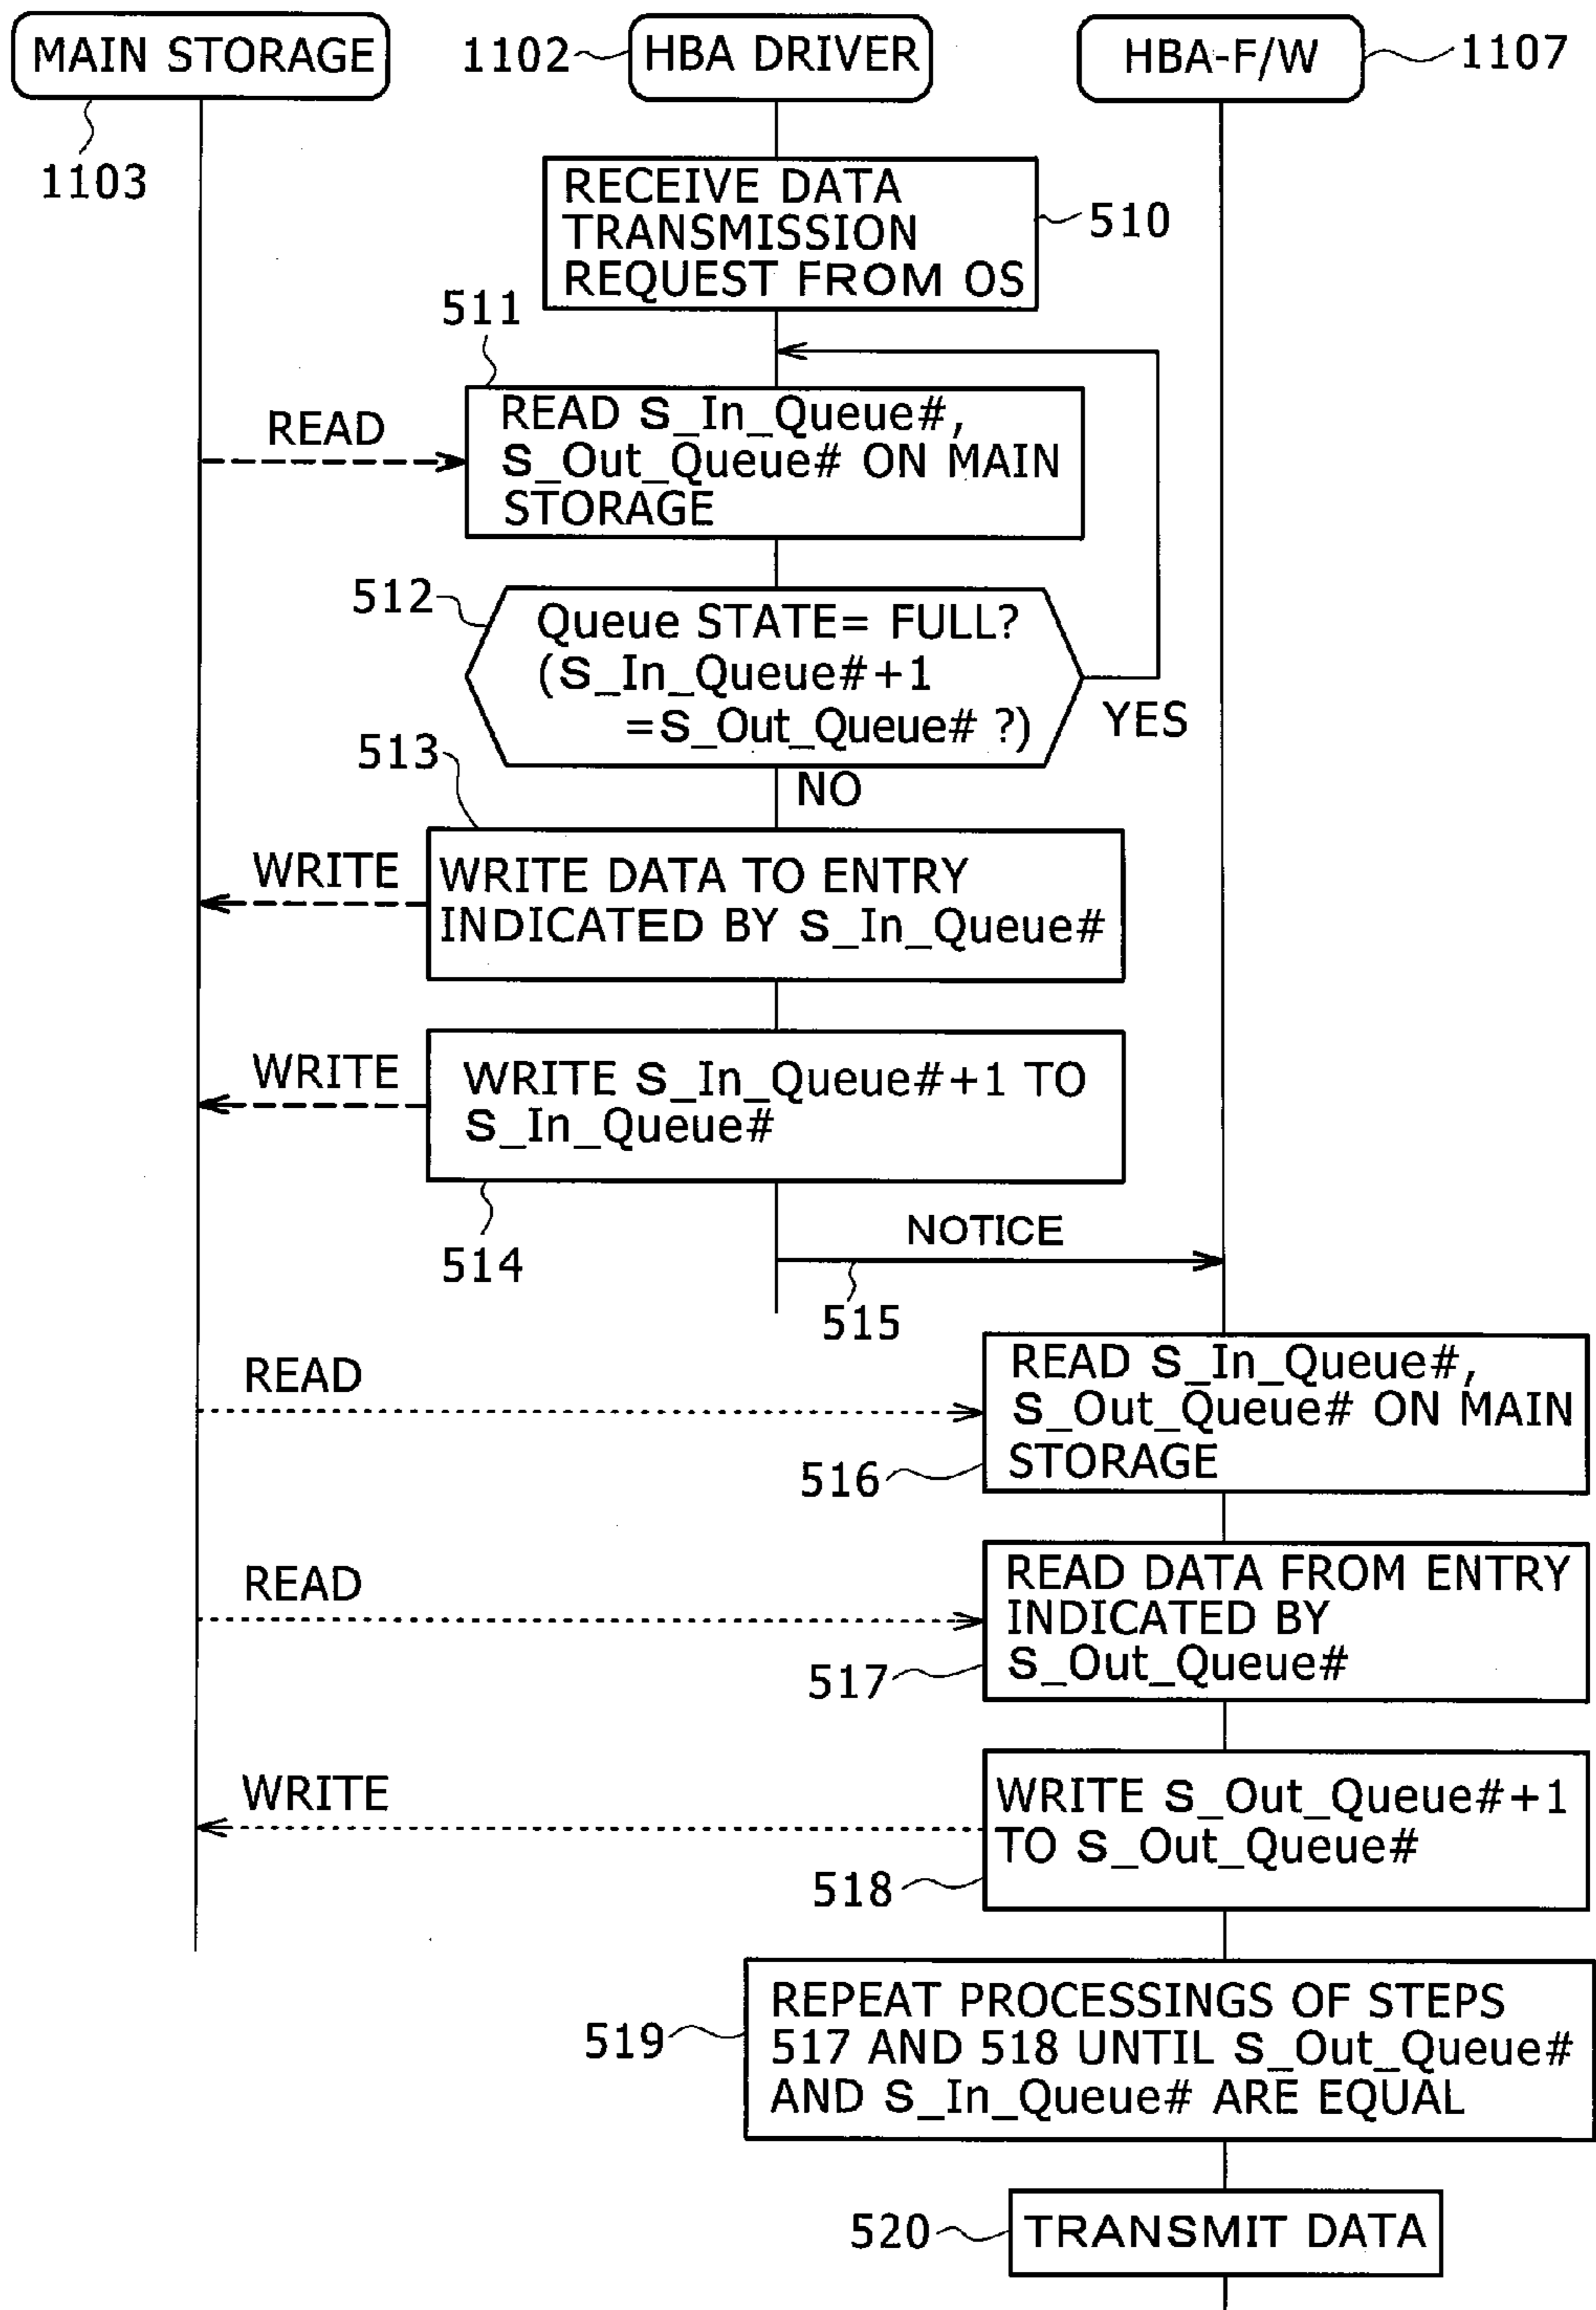 MAIN STORAGE
1102
HBA DRIVER
HBA-F/W
1107
1103
RECEIVE DATA
TRANSMISSION
REQUEST FROM OS
510
511
READ
READ S_In_Queue#,
S_Out_Queue# ON MAIN
STORAGE
512
Queue STATE= FULL?
(S_In_Queue#+1
=S_Out_Queue# ?)
YES
NO
513
WRITE
WRITE DATA TO ENTRY
INDICATED BY S_In_Queue#
WRITE
WRITE S_In_Queue#+1 TO
S_In_Queue#
514
NOTICE
515
READ
READ S_In_Queue#,
S_Out_Queue# ON MAIN
STORAGE
516
READ
READ DATA FROM ENTRY
INDICATED BY
S_Out_Queue#
517
WRITE
WRITE S_Out_Queue#+1
TO S_Out_Queue#
518
519
REPEAT PROCESSINGS OF STEPS
517 AND 518 UNTIL S_Out_Queue#
AND S_In_Queue# ARE EQUAL
520
TRANSMIT DATA